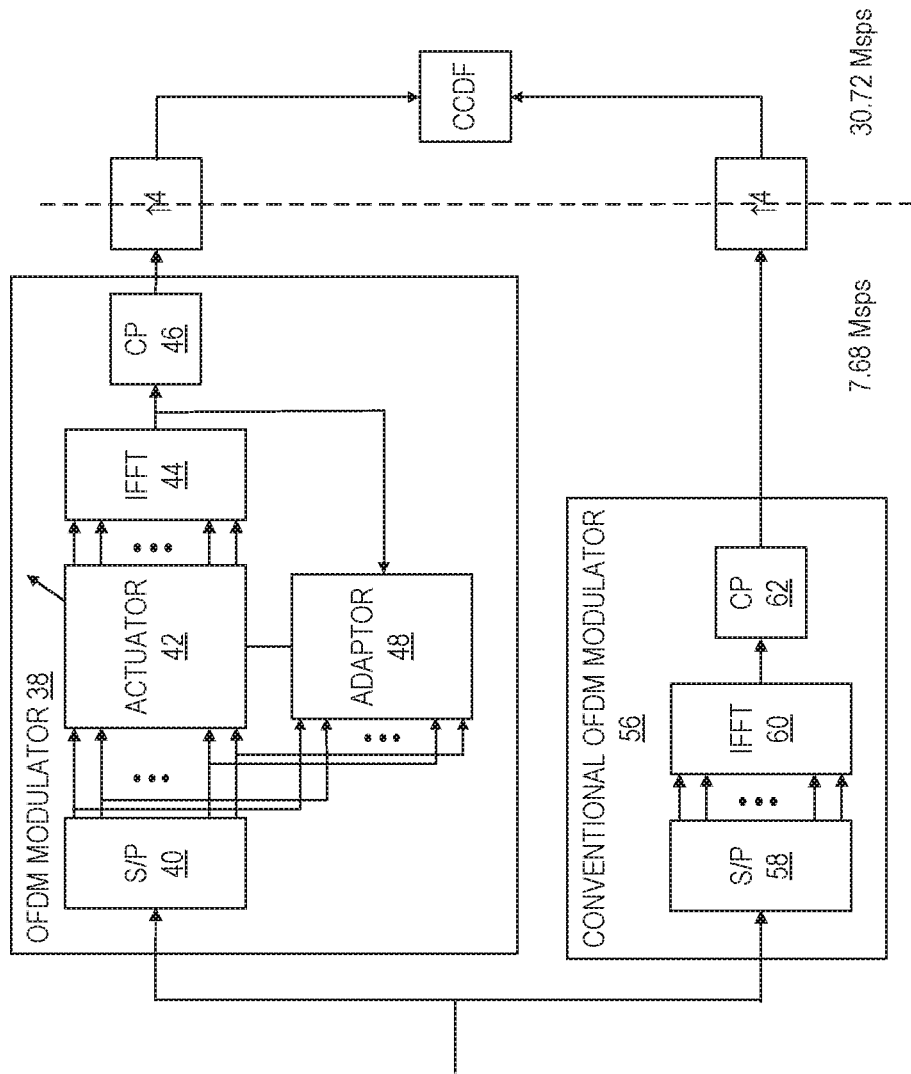 OFDM MODULATOR 38
S/P
40
ACTUATOR
42
IFFT
44
CP
46
ADAPTOR
48
↑4
CCDF
CONVENTIONAL OFDM MODULATOR
56
S/P
58
IFFT
60
CP
62
↑4
7.68 Msps
30.72 Msps